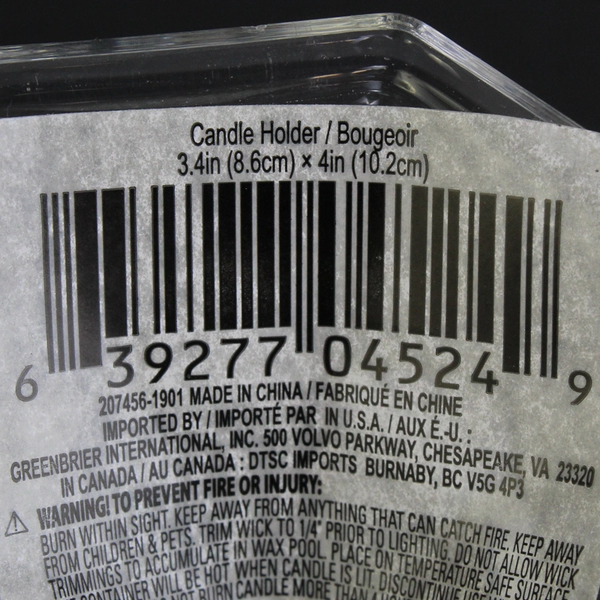 Candle Holder / Bougeoir
3.4in (8.6cm) × 4in (10.2cm)
6 39277 04524 9
207456-1901 MADE IN CHINA / FABRIQUÉ EN CHINE
IMPORTED BY / IMPORTÉ PAR IN U.S.A. / AUX É.-U. :
GREENBRIER INTERNATIONAL, INC. 500 VOLVO PARKWAY, CHESAPEAKE, VA 23320
IN CANADA / AU CANADA : DTSC IMPORTS BURNABY, BC V5G 4P3
WARNING! TO PREVENT FIRE OR INJURY:
BURN WITHIN SIGHT. KEEP AWAY FROM ANYTHING THAT CAN CATCH FIRE. KEEP AWAY
FROM CHILDREN & PETS. TRIM WICK TO 1/4" PRIOR TO LIGHTING. DO NOT ALLOW WICK
TRIMMINGS TO ACCUMULATE IN WAX POOL. PLACE ON TEMPERATURE SAFE SURFACE.
CONTAINER WILL BE HOT WHEN CANDLE IS LIT. DISCONTINUE
NOT BURN CANDLE MORE THAN